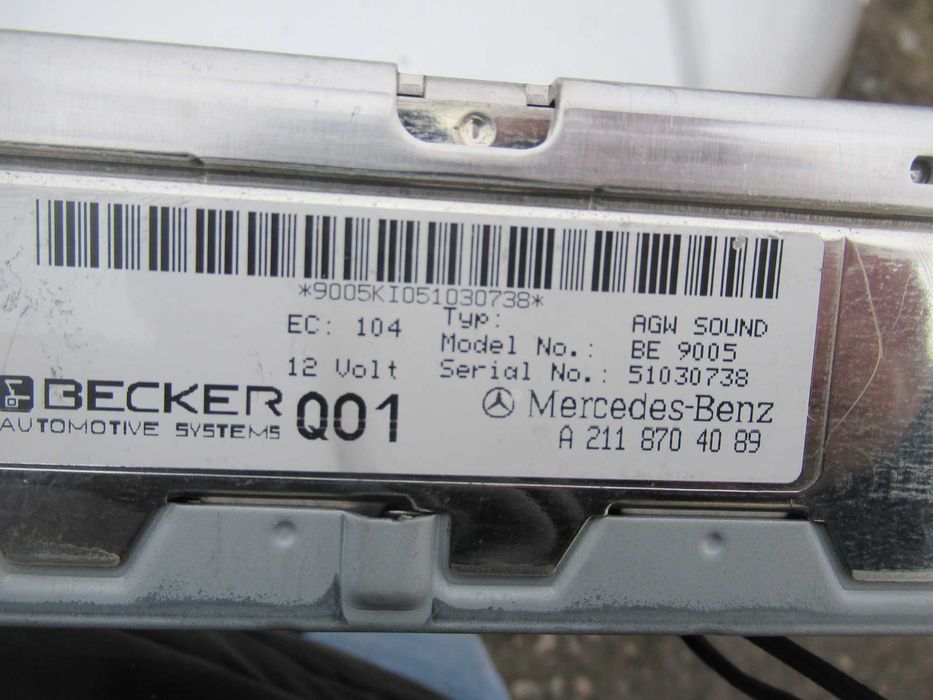 *9005KI051030738*
EC: 104
12 Volt
Typ: AGW SOUND
Model No.: BE 9005
Serial No.: 51030738
BECKER
AUTOMOTIVE SYSTEMS
Q01
Mercedes-Benz
A 211 870 40 89